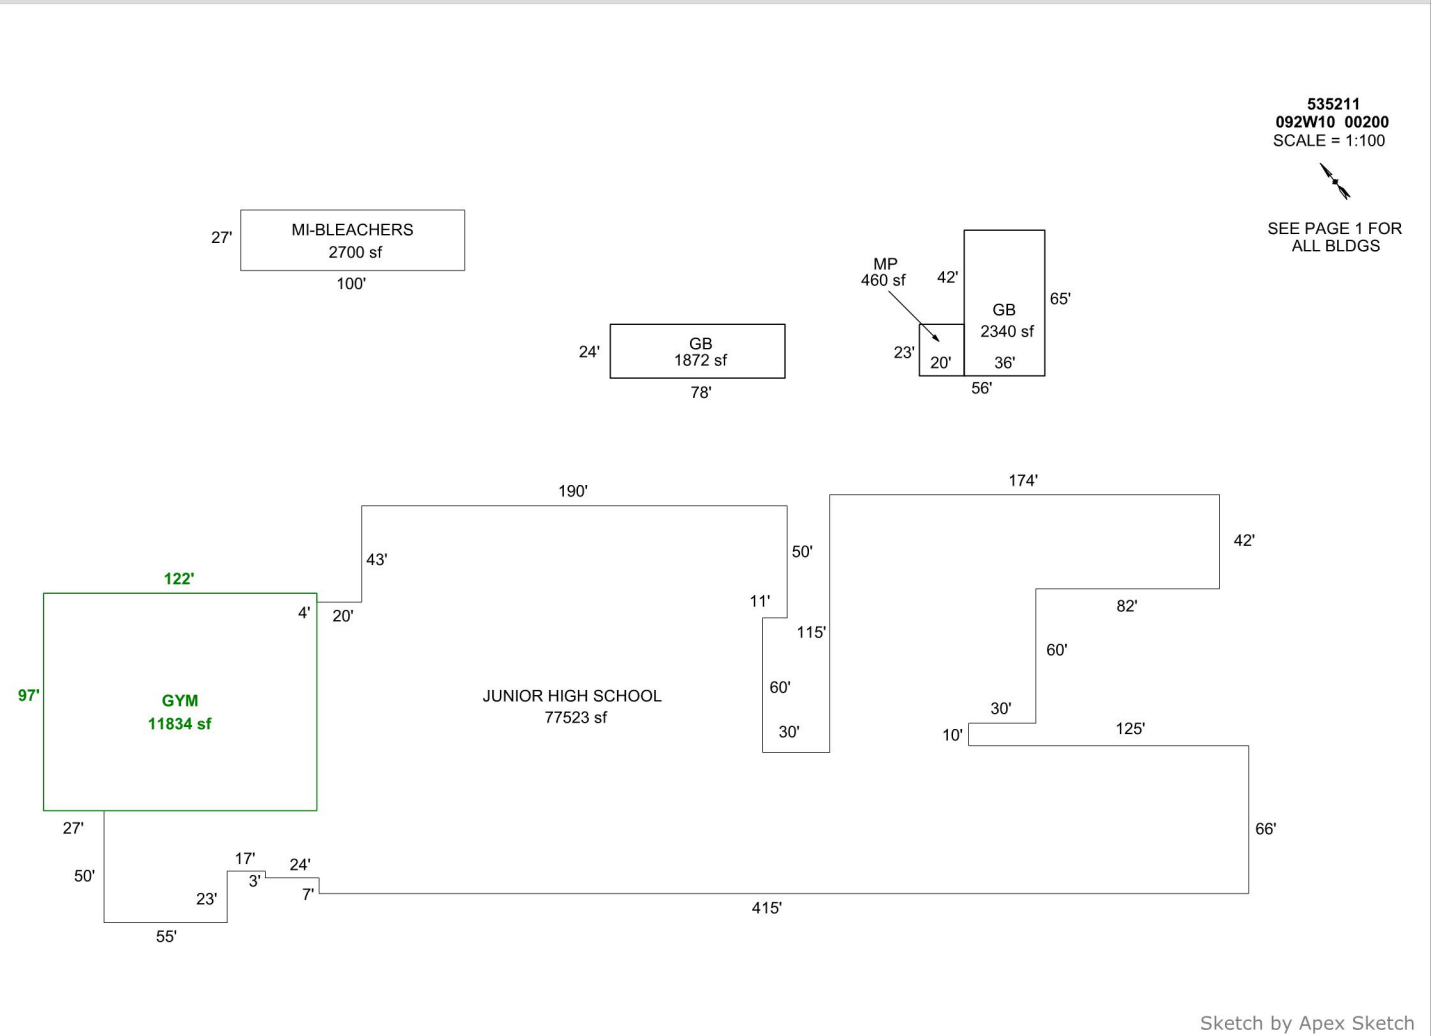 535211
092W10 00200
SCALE = 1:100
SEE PAGE 1 FOR
ALL BLDGS
27'
MI-BLEACHERS
2700 sf
100'
MP
460 sf
42'
65'
GB
2340 sf
23'
20'
36'
56'
24'
GB
1872 sf
78'
190'
174'
43'
50'
42'
122'
4'
20'
11'
115'
82'
60'
97'
GYM
11834 sf
JUNIOR HIGH SCHOOL
77523 sf
60'
30'
30'
10'
125'
27'
66'
50'
17'
3'
24'
23'
7'
415'
55'
Sketch by Apex Sketch